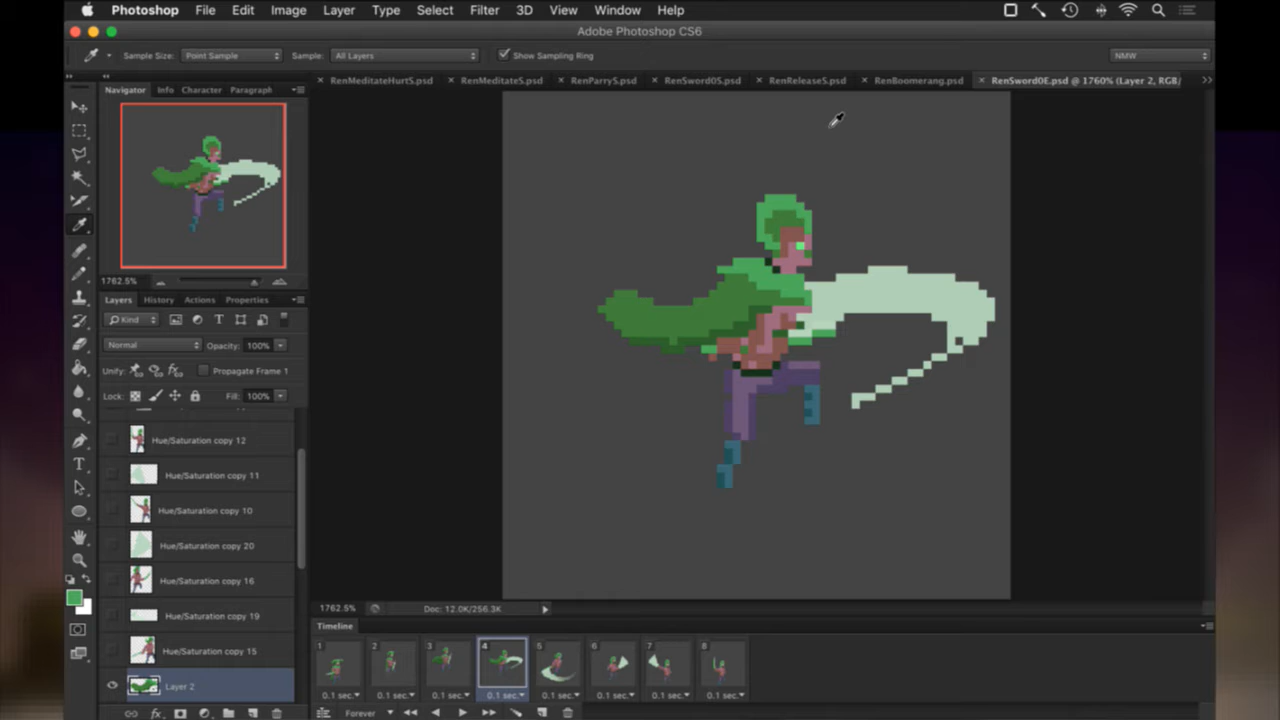 Photoshop File Edit Image Layer Type Select Filter 3D View Window Help
Adobe Photoshop CS6
Sample Size: Point Sample Sample: All Layers Show Sampling Ring NMW
RenMeditateHurtS.psd RenMeditateS.psd RenParryS.psd RenSword0S.psd RenReleaseS.psd RenBoomerang.psd RenSword0E.psd @ 1760% (Layer 2, RGB/
Navigator Info Character Paragraph
1762.5%
Layers History Actions Properties
Kind
Normal Opacity: 100%
Unify: Propagate Frame 1
Lock: Fill: 100%
Hue/Saturation copy 12
Hue/Saturation copy 11
Hue/Saturation copy 10
Hue/Saturation copy 20
Hue/Saturation copy 16
Hue/Saturation copy 19
Hue/Saturation copy 15
Layer 2
1762.5% Doc: 12.0K/256.3K
Timeline
1 2 3 4 5 6 7 8
0.1 sec. 0.1 sec. 0.1 sec. 0.1 sec. 0.1 sec. 0.1 sec. 0.1 sec. 0.1 sec.
Forever